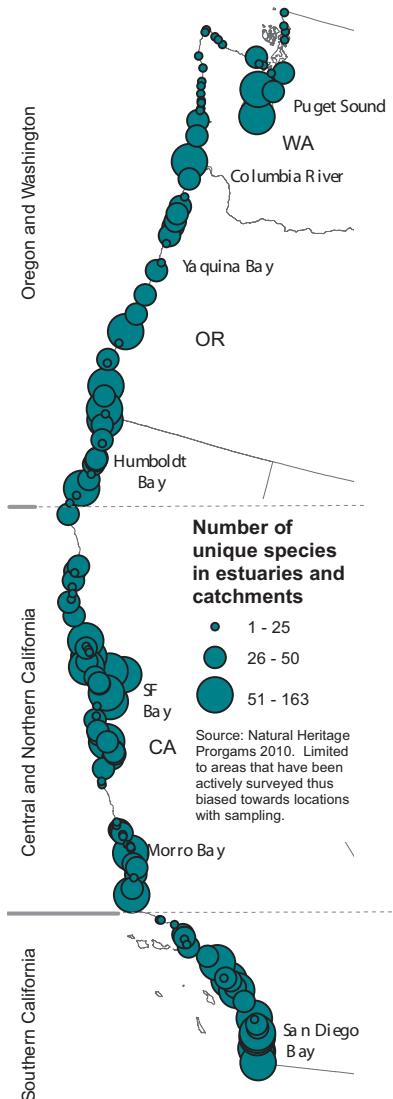 Oregon and Washington
Puget Sound
WA
Columbia River
Yaquina Bay
OR
Humboldt
Bay
Number of
unique species
in estuaries and
catchments
1 - 25
26 - 50
51 - 163
Source: Natural Heritage
Prorgams 2010. Limited
to areas that have been
actively surveyed thus
biased towards locations
with sampling.
Central and Northern California
SF
Bay
CA
Morro Bay
Southern California
San Diego
Bay